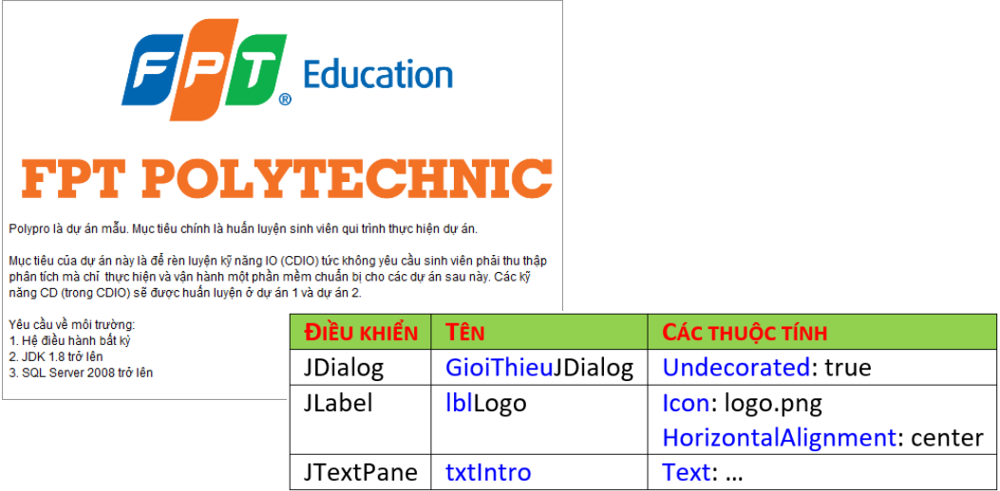 FPT Education
®
FPT POLYTECHNIC
Polypro là dự án mẫu. Mục tiêu chính là huấn luyện sinh viên qui trình thực hiện dự án.
Mục tiêu của dự án này là để rèn luyện kỹ năng IO (CDIO) tức không yêu cầu sinh viên phải thu thập
phân tích mà chỉ thực hiện và vận hành một phần mềm chuẩn bị cho các dự án sau này. Các kỹ
năng CD (trong CDIO) sẽ được huấn luyện ở dự án 1 và dự án 2.
Yêu cầu về môi trường:
1. Hệ điều hành bất kỳ
2. JDK 1.8 trở lên
3. SQL Server 2008 trở lên
ĐIỀU KHIỂN TÊN CÁC THUỘC TÍNH
JDialog GioiThieuJDialog Undecorated: true
JLabel lblLogo Icon: logo.png
HorizontalAlignment: center
JTextPane txtIntro Text: ...